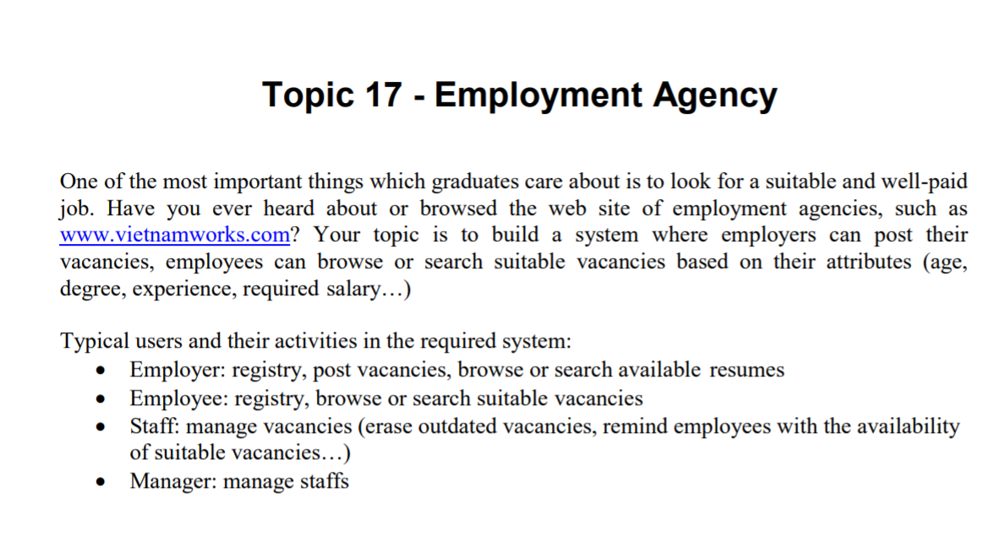 Topic 17 - Employment Agency
One of the most important things which graduates care about is to look for a suitable and well-paid
job. Have you ever heard about or browsed the web site of employment agencies, such as
www.vietnamworks.com? Your topic is to build a system where employers can post their
vacancies, employees can browse or search suitable vacancies based on their attributes (age,
degree, experience, required salary…)
Typical users and their activities in the required system:
• Employer: registry, post vacancies, browse or search available resumes
• Employee: registry, browse or search suitable vacancies
• Staff: manage vacancies (erase outdated vacancies, remind employees with the availability
of suitable vacancies…)
• Manager: manage staffs